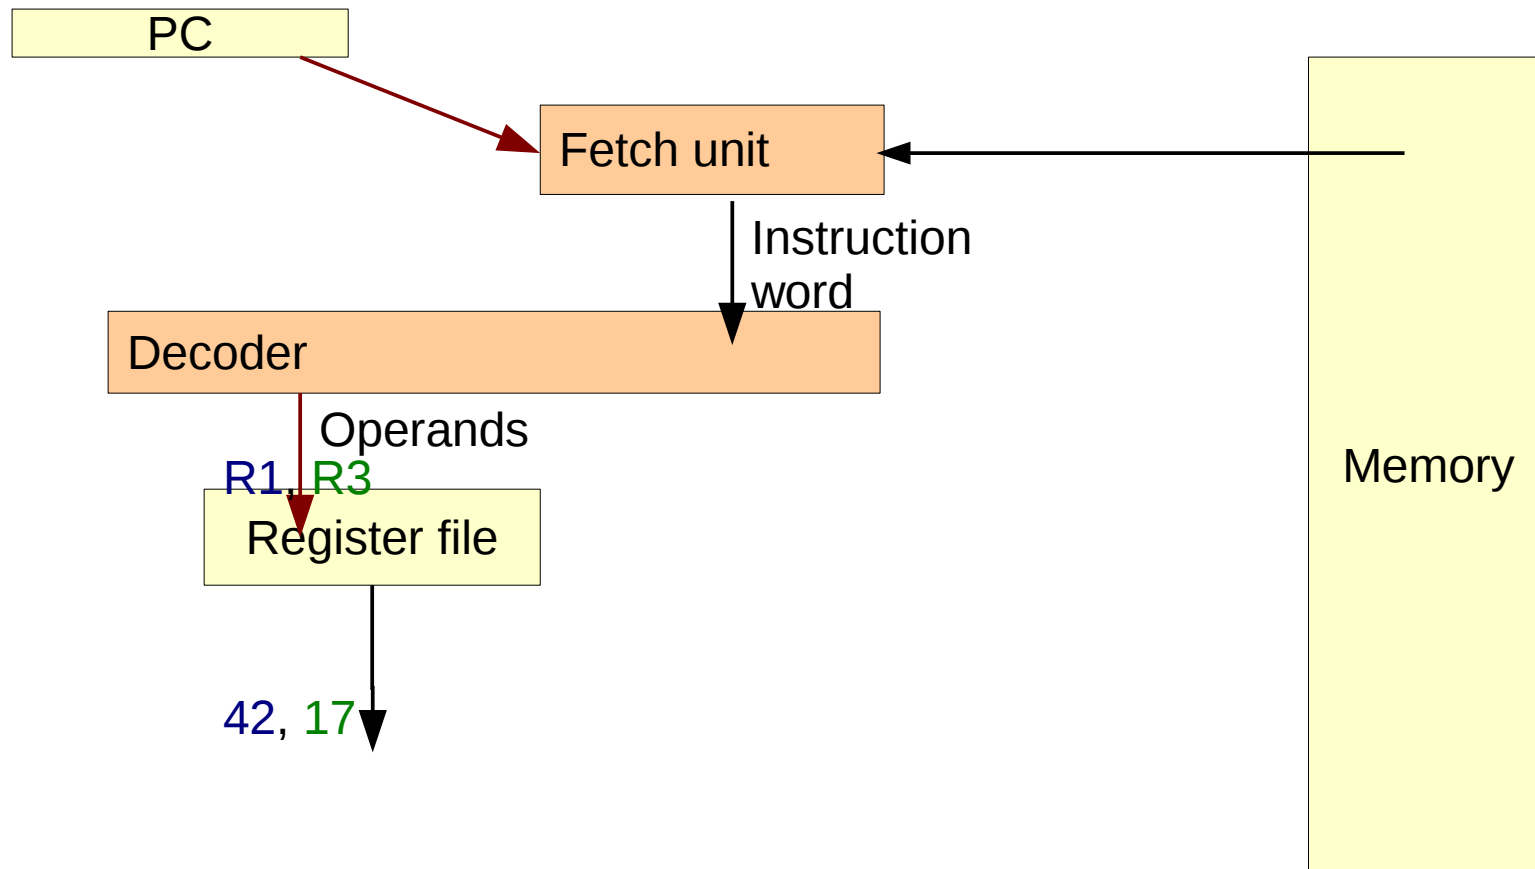 PC
Fetch unit
Instruction
word
Decoder
Operands
R1, R3
Memory
Register file
42, 17